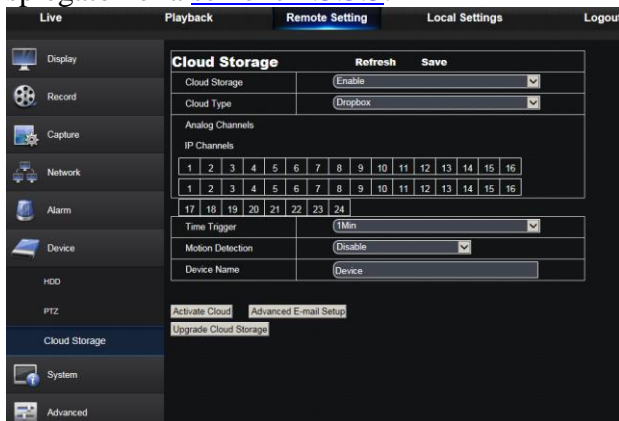 Live Playback Remote Setting Local Settings Logou
Display
Record
Capture
Network
Alarm
Device
HDD
PTZ
Cloud Storage
System
Advanced
Cloud Storage Refresh Save
Cloud Storage Enable
Cloud Type Dropbox
Analog Channels
IP Channels
1 2 3 4 5 6 7 8 9 10 11 12 13 14 15 16
1 2 3 4 5 6 7 8 9 10 11 12 13 14 15 16
17 18 19 20 21 22 23 24
Time Trigger 1Min
Motion Detection Disable
Device Name Device
Activate Cloud Advanced E-mail Setup
Upgrade Cloud Storage